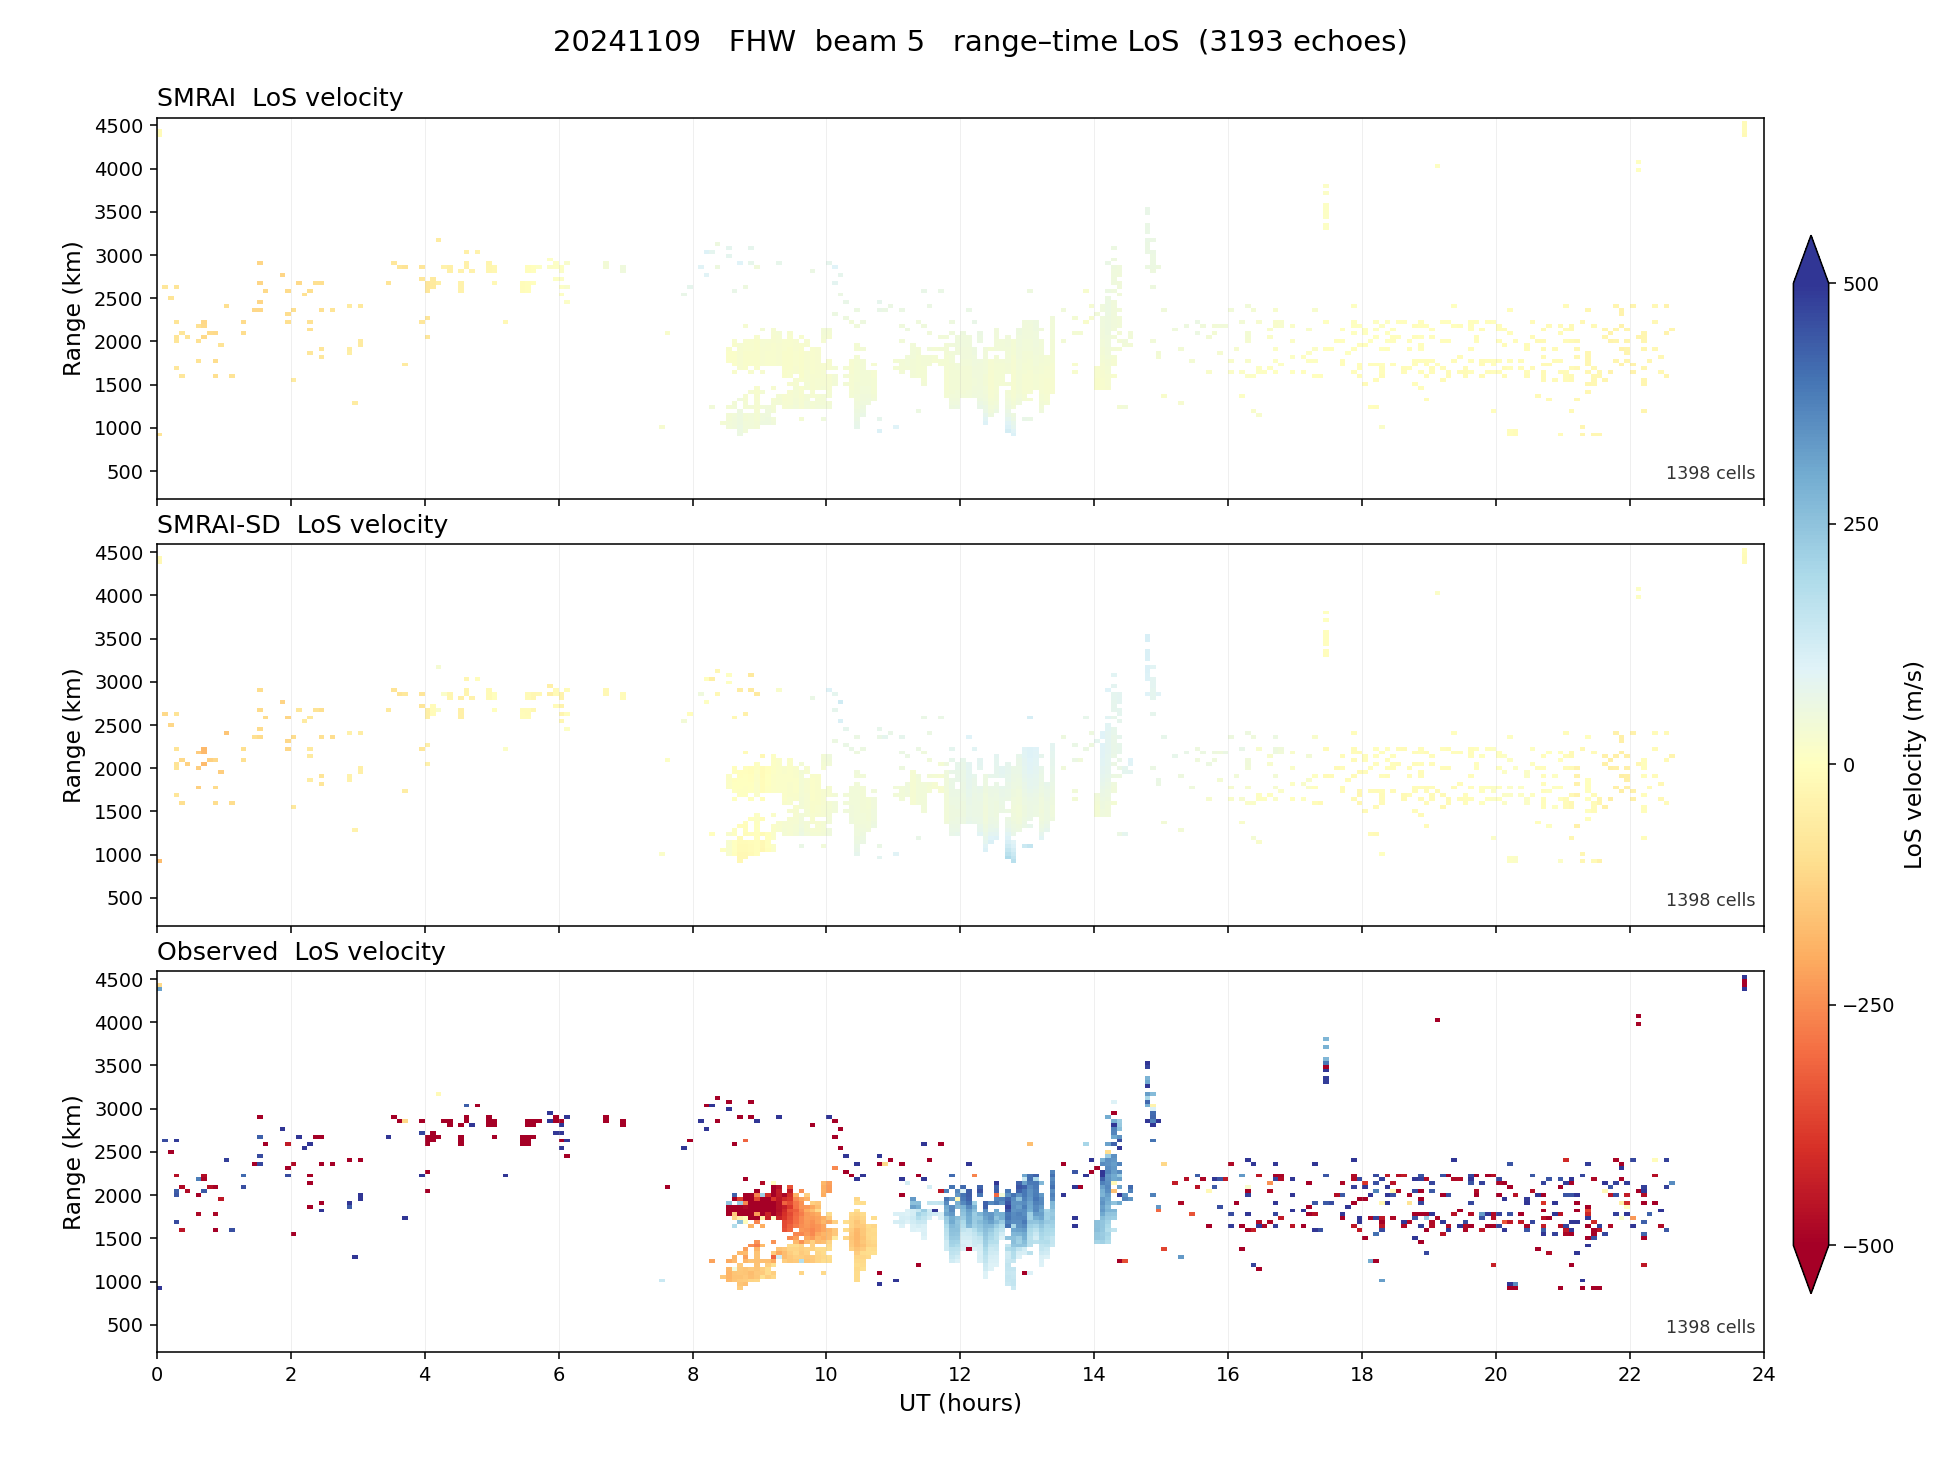 20241109   FHW  beam 5   range–time LoS  (3193 echoes)
SMRAI  LoS velocity
4500
4000
3500
3000
2500
2000
1500
1000
500
Range (km)
1398 cells
SMRAI-SD  LoS velocity
4500
4000
3500
3000
2500
2000
1500
1000
500
Range (km)
1398 cells
Observed  LoS velocity
4500
4000
3500
3000
2500
2000
1500
1000
500
Range (km)
1398 cells
0 2 4 6 8 10 12 14 16 18 20 22 24
UT (hours)
500
250
0
−250
−500
LoS velocity (m/s)